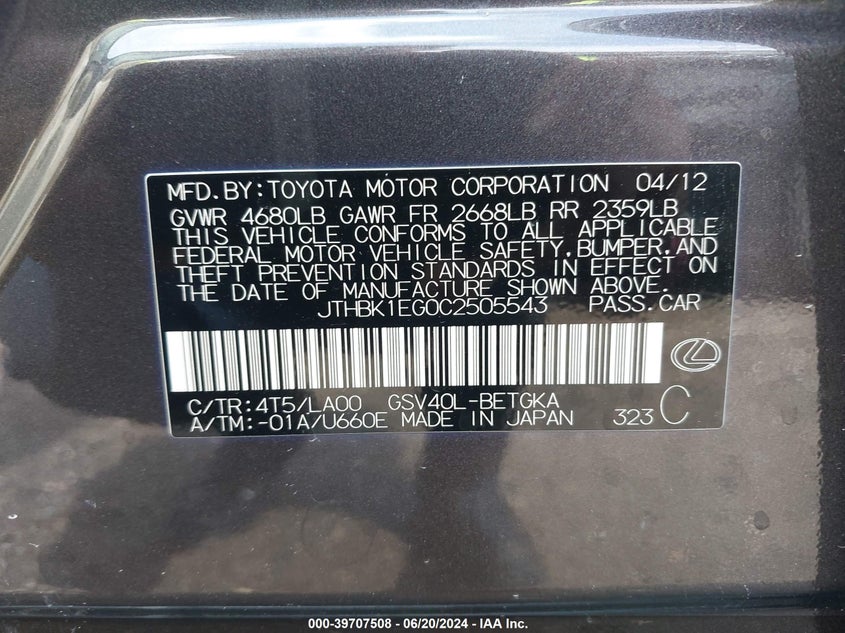 MFD.BY:TOYOTA MOTOR CORPORATION 04/12
GVWR 4680LB GAWR FR 2668LB RR 2359LB
THIS VEHICLE CONFORMS TO ALL APPLICABLE
FEDERAL MOTOR VEHICLE SAFETY,BUMPER,AND
THEFT PREVENTION STANDARDS IN EFFECT ON
THE DATE OF MANUFACTURE SHOWN ABOVE.
JTHBK1EG0C2505543 PASS.CAR
C/TR:4T5/LA00 GSV40L-BETGKA
A/TM:-01A/U660E MADE IN JAPAN 323 C
000-39707508 - 06/20/2024 - IAA Inc.